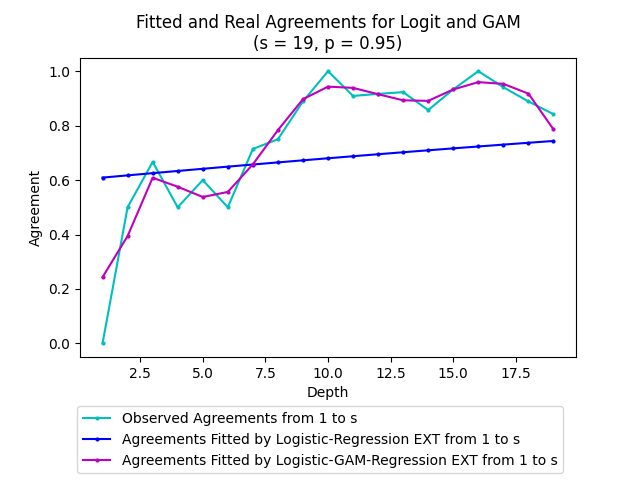 Fitted and Real Agreements for Logit and GAM
(s = 19, p = 0.95)
1.0
0.8
0.6
0.4
0.2
0.0
Agreement
2.5 5.0 7.5 10.0 12.5 15.0 17.5
Depth
Observed Agreements from 1 to s
Agreements Fitted by Logistic-Regression EXT from 1 to s
Agreements Fitted by Logistic-GAM-Regression EXT from 1 to s